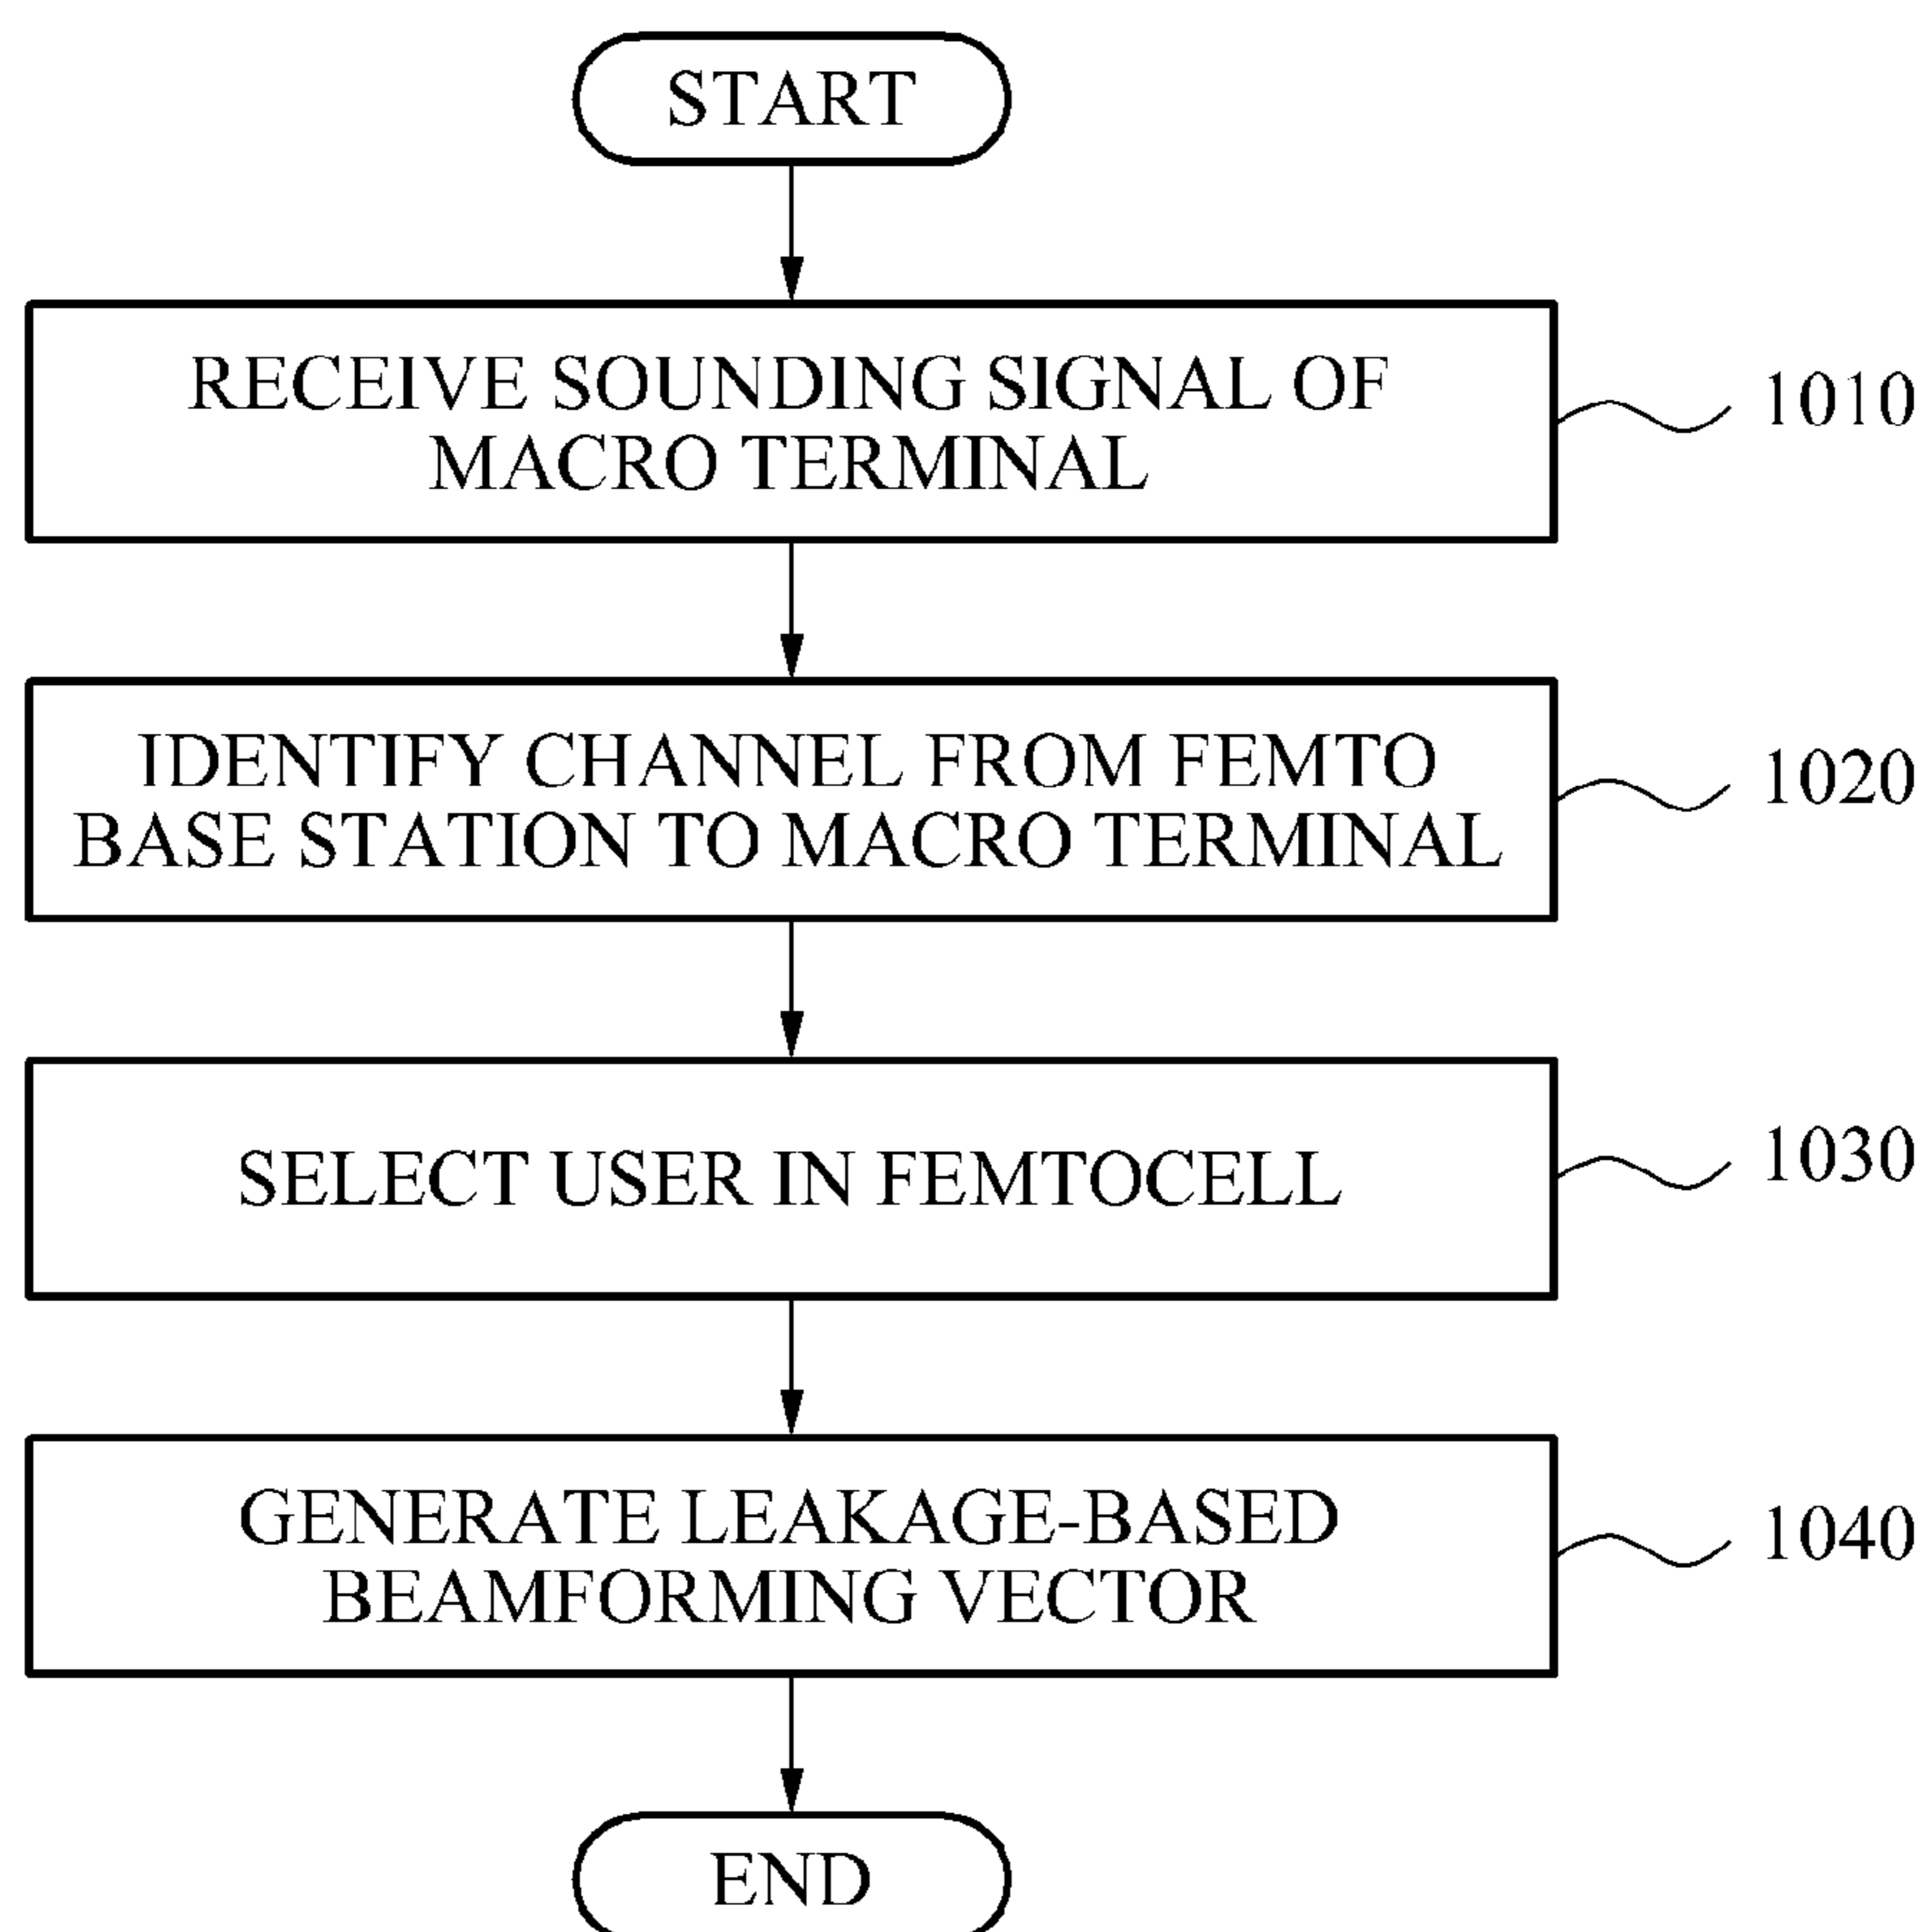 START
RECEIVE SOUNDING SIGNAL OF
MACRO TERMINAL
1010
IDENTIFY CHANNEL FROM FEMTO
BASE STATION TO MACRO TERMINAL
1020
SELECT USER IN FEMTOCELL
1030
GENERATE LEAKAGE-BASED
BEAMFORMING VECTOR
1040
END